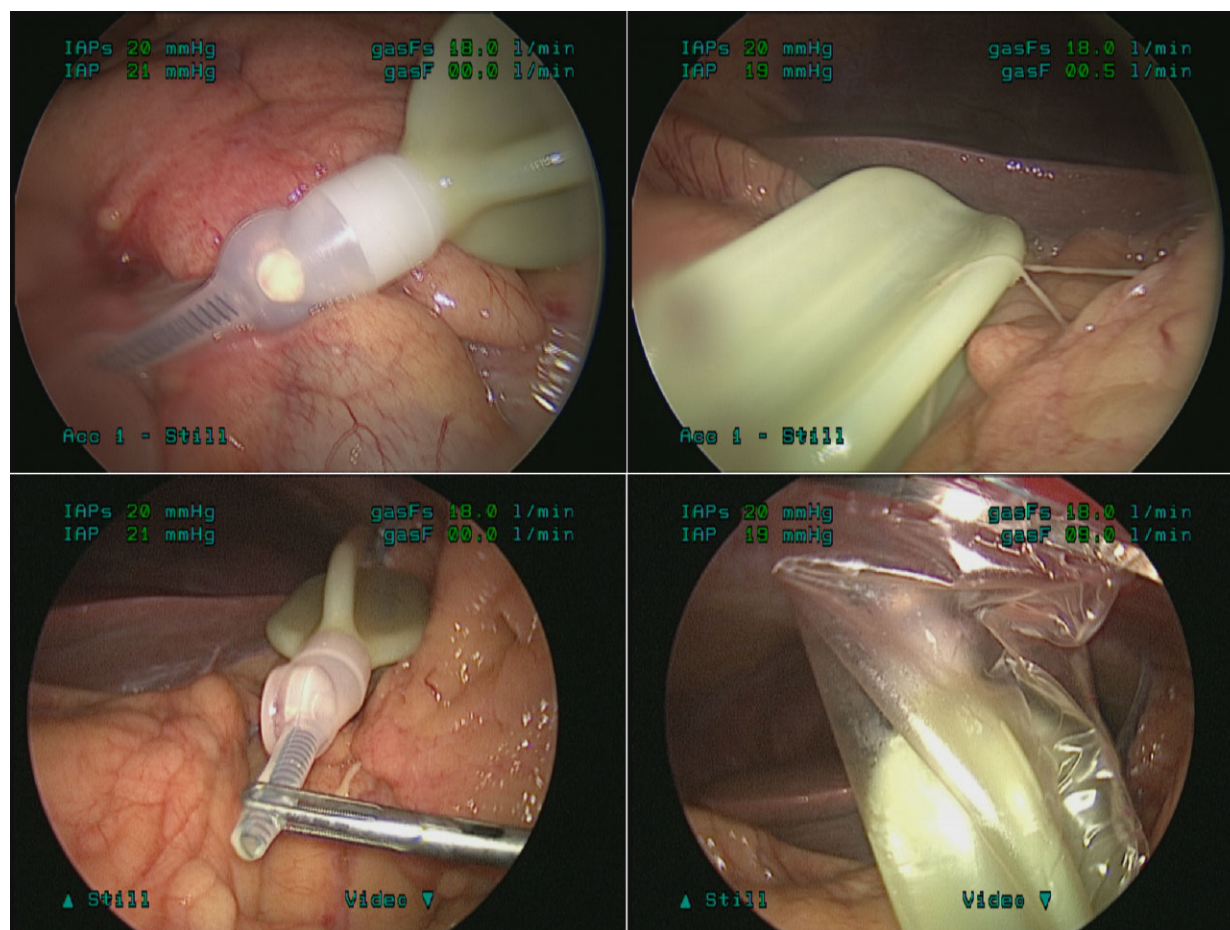 IAPs 20 mmHg gasFs 18.0 l/min
IAP 21 mmHg gasF 00.0 l/min
Acc 1 - Still
IAPs 20 mmHg gasFs 18.0 l/min
IAP 19 mmHg gasF 00.5 l/min
Acc 1 - Still
IAPs 20 mmHg gasFs 18.0 l/min
IAP 21 mmHg gasF 00.0 l/min
▲ Still Video ▼
IAPs 20 mmHg gasFs 18.0 l/min
IAP 19 mmHg gasF 09.0 l/min
▲ Still Video ▼